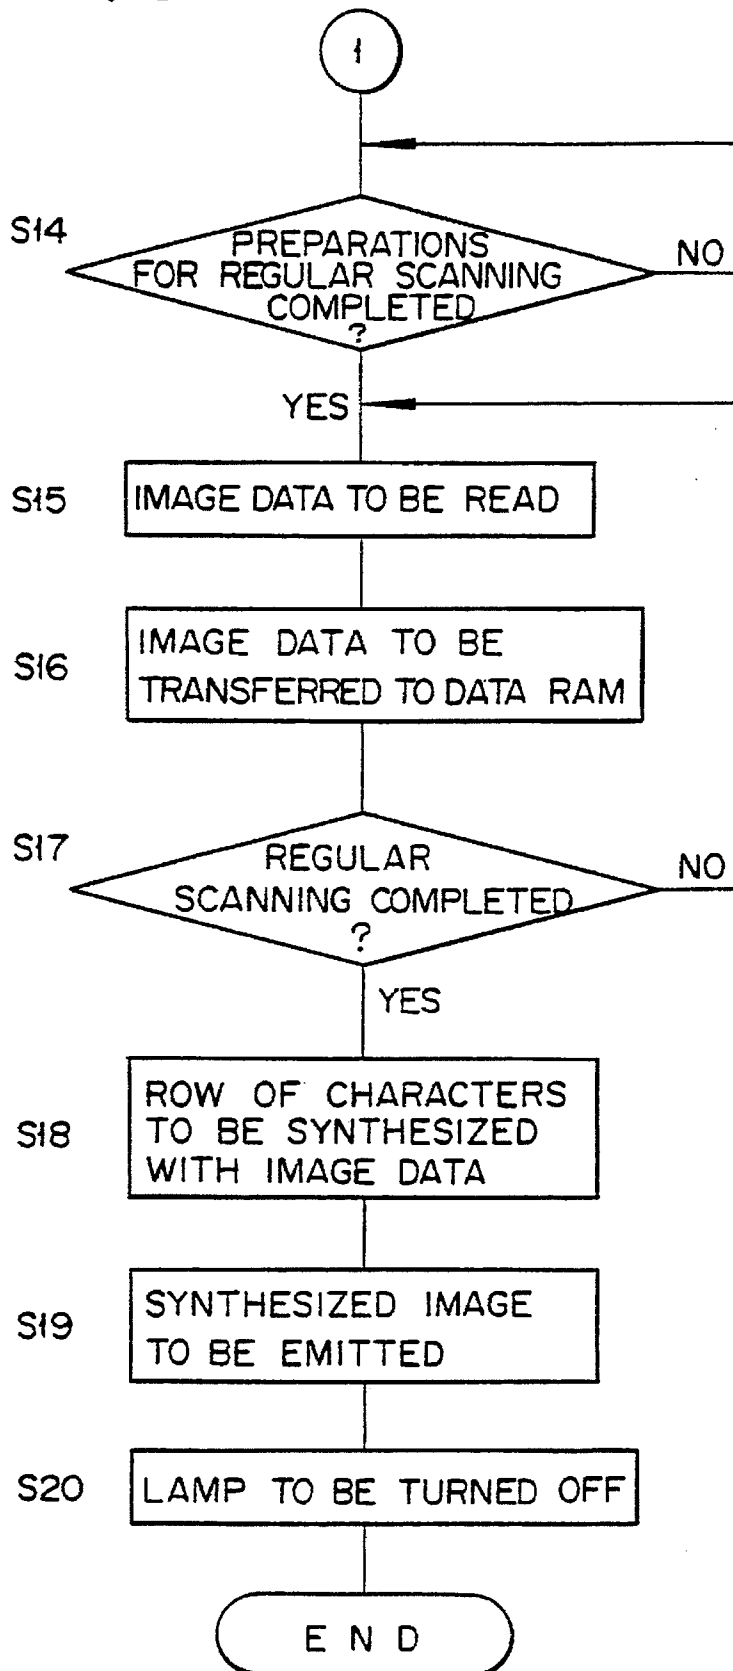 1
S14
PREPARATIONS
FOR REGULAR SCANNING
COMPLETED
?
NO
YES
S15
IMAGE DATA TO BE READ
S16
IMAGE DATA TO BE
TRANSFERRED TO DATA RAM
S17
REGULAR
SCANNING COMPLETED
?
NO
YES
S18
ROW OF CHARACTERS
TO BE SYNTHESIZED
WITH IMAGE DATA
S19
SYNTHESIZED IMAGE
TO BE EMITTED
S20
LAMP TO BE TURNED OFF
END